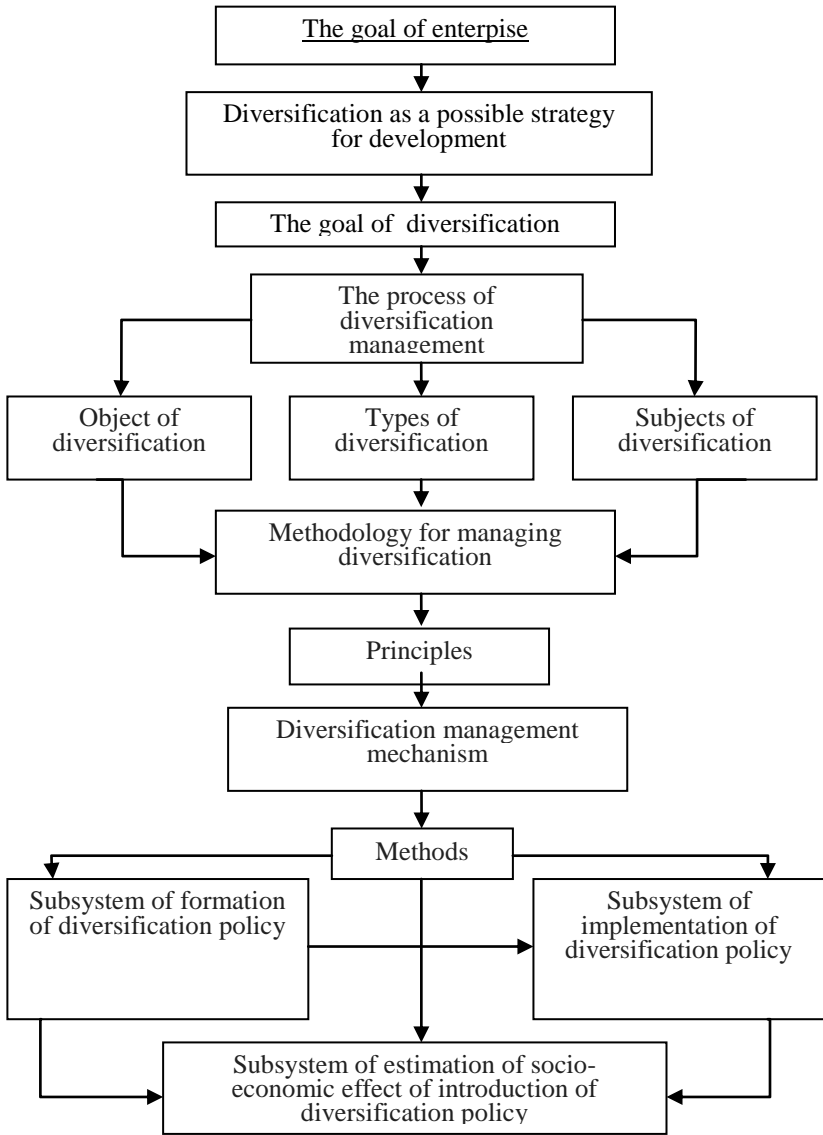 The goal of enterpise
Diversification as a possible strategy
for development
The goal of  diversification
The process of
diversification
management
Object of
diversification
Types of
diversification
Subjects of
diversification
Methodology for managing
diversification
Principles
Diversification management
mechanism
Methods
Subsystem of formation
of diversification policy
Subsystem of
implementation of
diversification policy
Subsystem of estimation of socio-
economic effect of introduction of
diversification policy